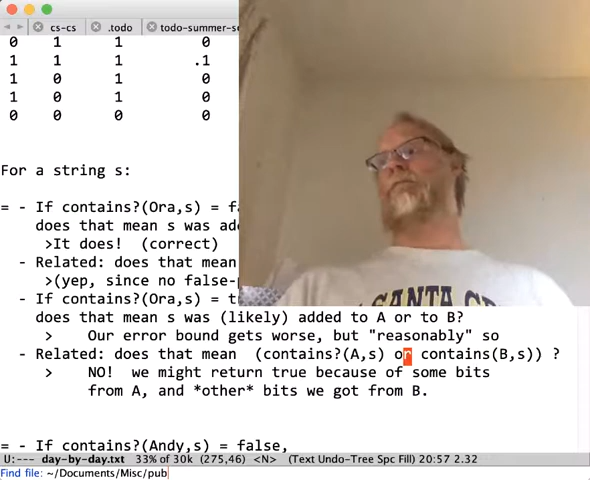 cs-cs .todo todo-summer-s
0 1 1 0
1 1 1 .1
1 0 1 0
1 0 1 0
0 0 0 0
For a string s:
= - If contains?(Ora,s) = fa
does that mean s was ad
>It does! (correct)
- Related: does that mean
>(yep, since no false-
- If contains?(Ora,s) = t
does that mean s was (likely) added to A or to B?
> Our error bound gets worse, but "reasonably" so
- Related: does that mean (contains?(A,s) or contains(B,s)) ?
> NO! we might return true because of some bits
from A, and *other* bits we got from B.
= - If contains?(Andy,s) = false,
U:--- day-by-day.txt 33% of 30k (275,46) <N> (Text Undo-Tree Spc Fill) 20:57 2.32
Find file: ~/Documents/Misc/pub
SANTA C